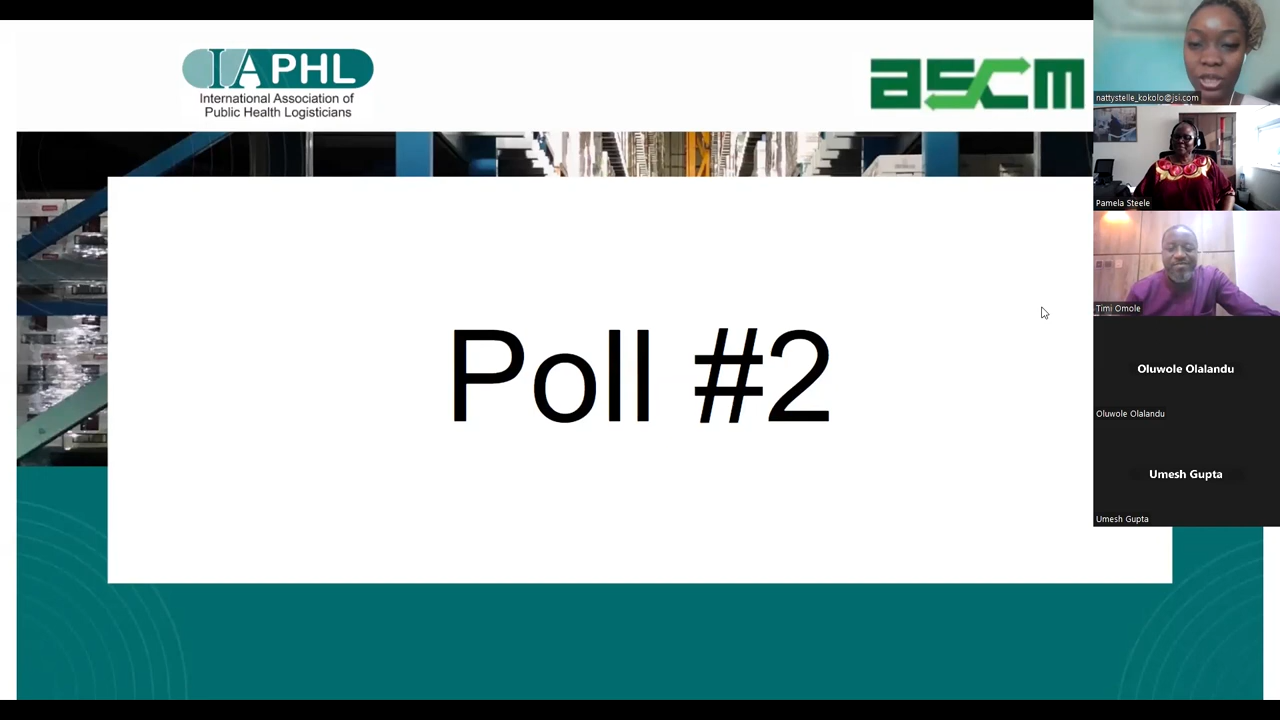 IAPHL
International Association of
Public Health Logisticians
ascm
Poll #2
nattystelle_kokolo@jsi.com
Pamela Steele
Timi Omole
Oluwole Olalandu
Oluwole Olalandu
Umesh Gupta
Umesh Gupta